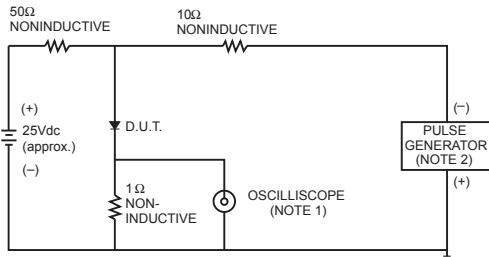 50Ω
NONINDUCTIVE
10Ω
NONINDUCTIVE
(+)
25Vdc
(approx.)
(–)
D.U.T.
1Ω
NON-
INDUCTIVE
OSCILLISCOPE
(NOTE 1)
(–)
PULSE
GENERATOR
(NOTE 2)
(+)